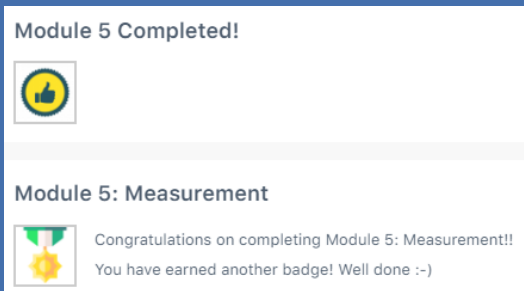 Module 5 Completed!
Module 5: Measurement
Congratulations on completing Module 5: Measurement!!
You have earned another badge! Well done :-)